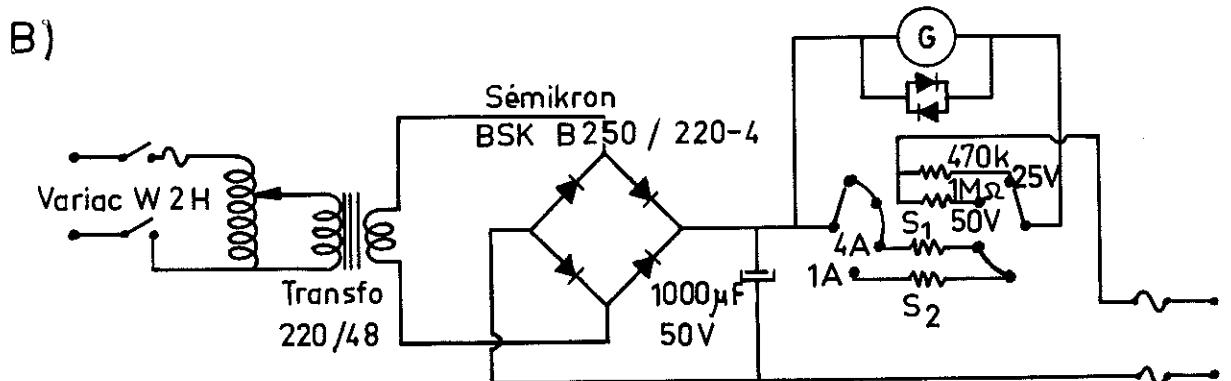 B)
G
Sémikron
BSK B250 / 220-4
Variac W2H
470k
1MΩ
25V
50V
S1
4A
1A
S2
Transfo
220/48
1000µF
50V